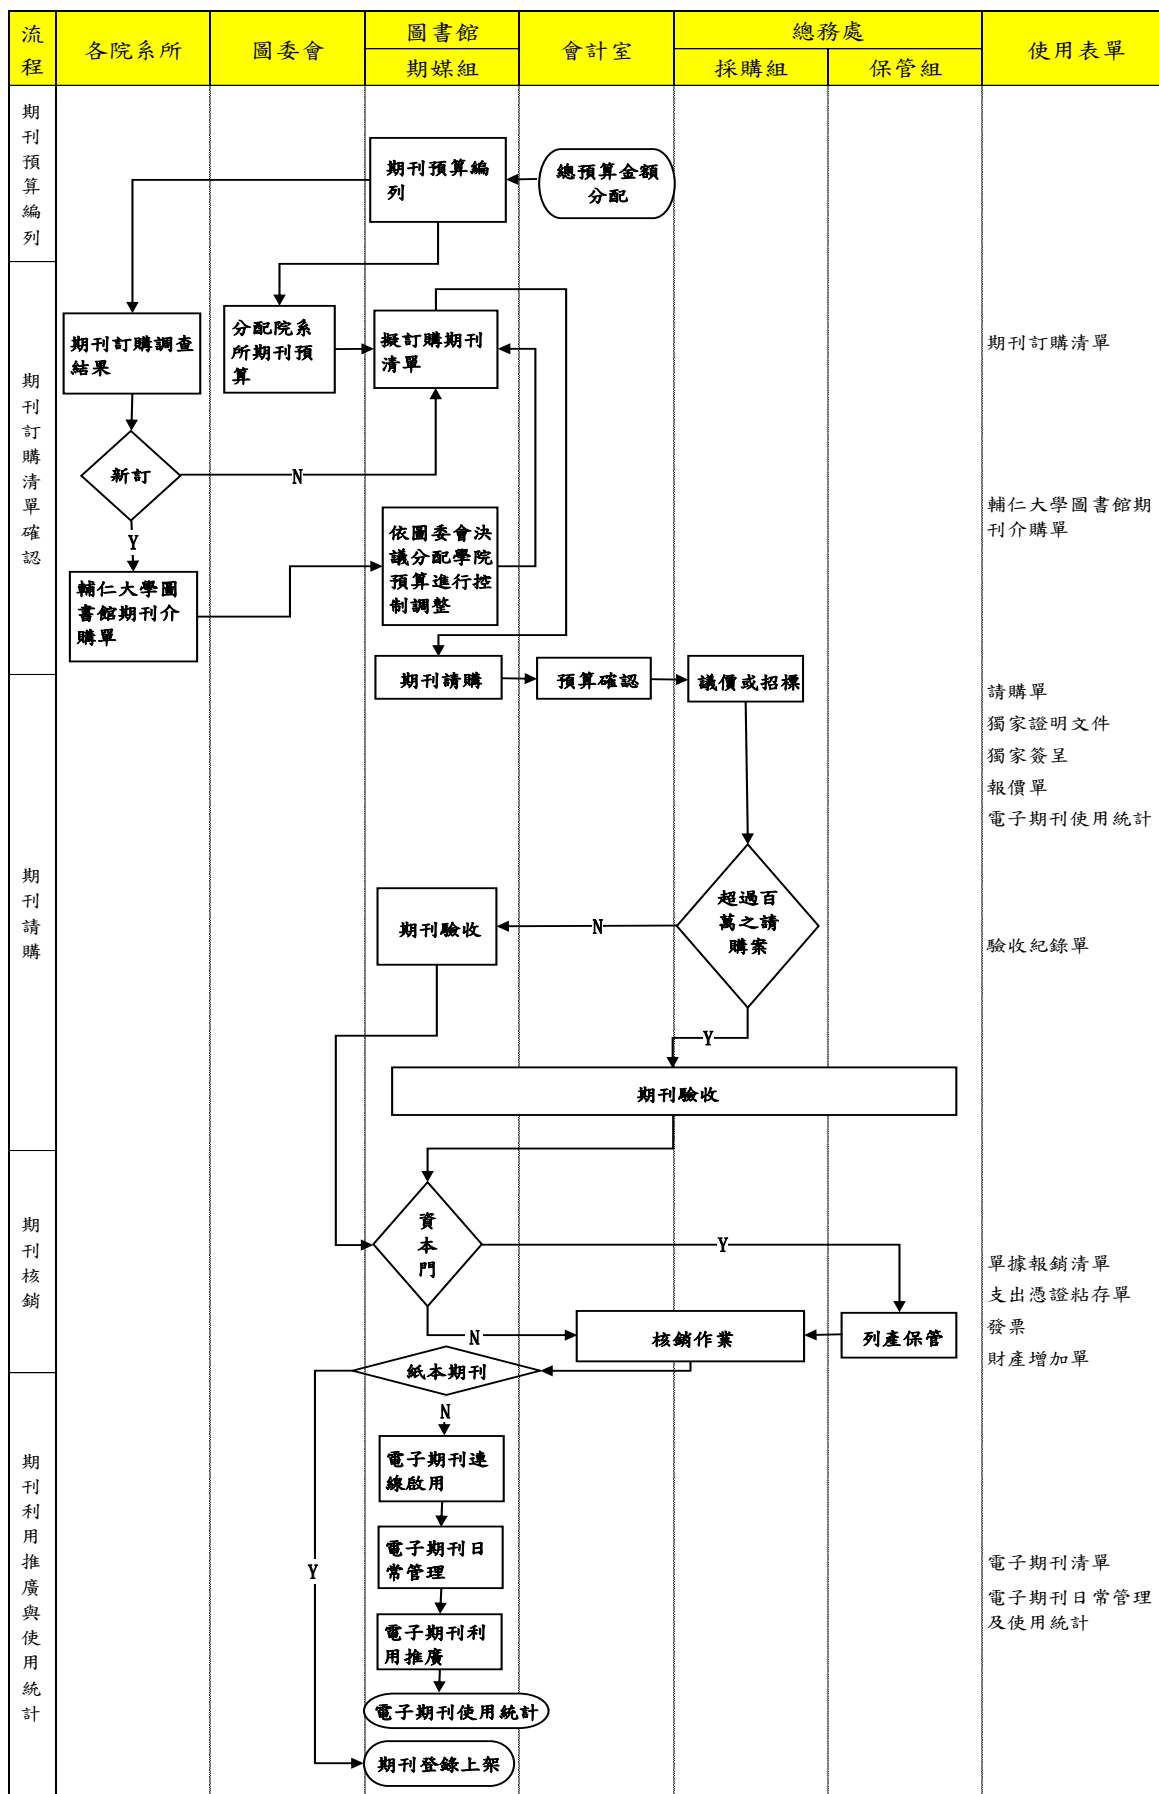 流
程
各院系所
圖委會
圖書館
期媒組
會計室
總務處
採購組
保管組
使用表單
期
刊
預
算
編
列
期刊預算編
列
總預算金額
分配
期
刊
訂
購
清
單
確
認
期刊訂購調查
結果
分配院系
所期刊預
算
擬訂購期刊
清單
期刊訂購清單
新訂
N
Y
依圖委會決
議分配學院
預算進行控
制調整
輔仁大學圖書館期
刊介購單
輔仁大學圖
書館期刊介
購單
期刊請購
預算確認
議價或招標
請購單
獨家證明文件
獨家簽呈
報價單
電子期刊使用統計
期
刊
請
購
超過百
萬之請
購案
N
期刊驗收
驗收紀錄單
Y
期刊驗收
期
刊
核
銷
資
本
門
Y
N
核銷作業
列產保管
單據報銷清單
支出憑證粘存單
發票
財產增加單
期
刊
利
用
推
廣
與
使
用
統
計
紙本期刊
N
電子期刊連
線啟用
電子期刊日
常管理
Y
電子期刊利
用推廣
電子期刊清單
電子期刊日常管理
及使用統計
電子期刊使用統計
期刊登錄上架